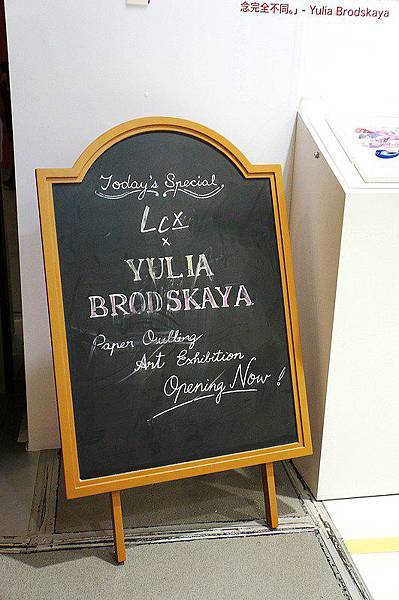 念完全不同。」- Yulia Brodskaya
Today's Special
Lcx
x
YULIA
BRODSKAYA
Paper Quilling
Art Exhibition
Opening Now!